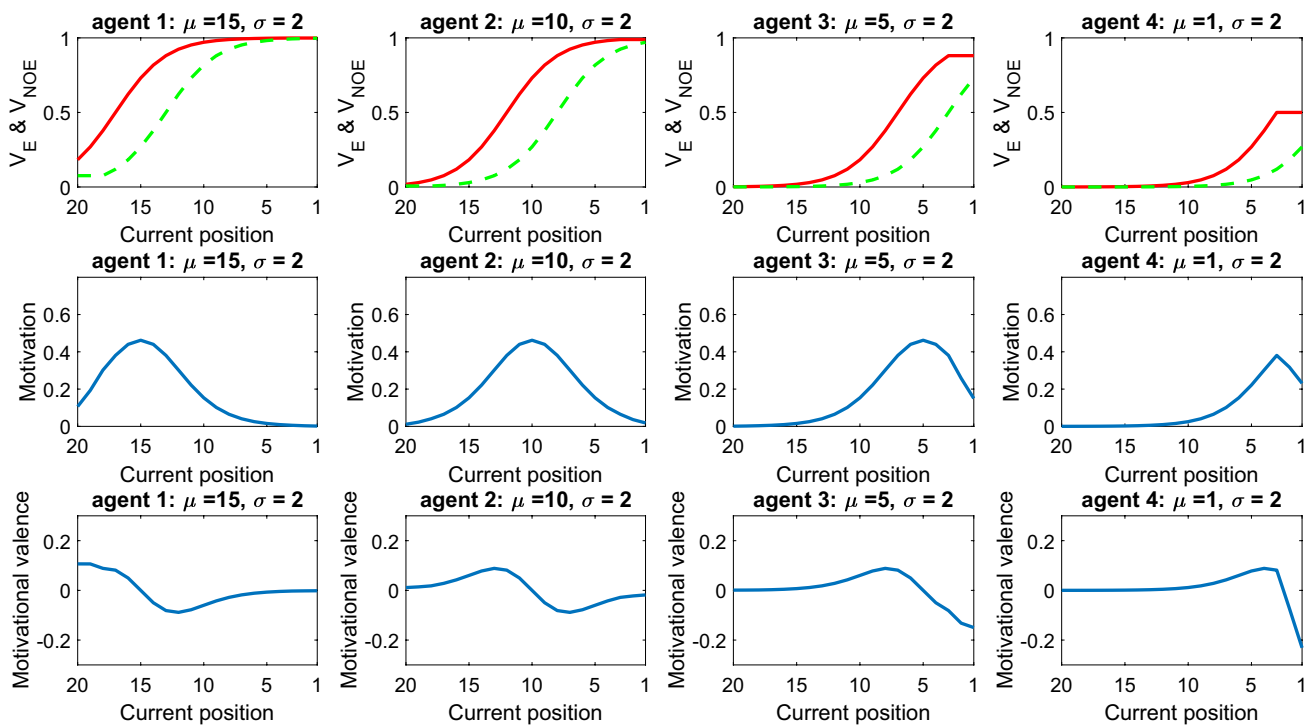 agent 1: μ =15, σ = 2
agent 2: μ =10, σ = 2
agent 3: μ =5, σ = 2
agent 4: μ =1, σ = 2
V_E & V_NOE
1
0.5
0
20 15 10 5 1
Current position
V_E & V_NOE
1
0.5
0
20 15 10 5 1
Current position
V_E & V_NOE
1
0.5
0
20 15 10 5 1
Current position
V_E & V_NOE
1
0.5
0
20 15 10 5 1
Current position
agent 1: μ =15, σ = 2
agent 2: μ =10, σ = 2
agent 3: μ =5, σ = 2
agent 4: μ =1, σ = 2
Motivation
0.6
0.4
0.2
0
20 15 10 5 1
Current position
Motivation
0.6
0.4
0.2
0
20 15 10 5 1
Current position
Motivation
0.6
0.4
0.2
0
20 15 10 5 1
Current position
Motivation
0.6
0.4
0.2
0
20 15 10 5 1
Current position
agent 1: μ =15, σ = 2
agent 2: μ =10, σ = 2
agent 3: μ =5, σ = 2
agent 4: μ =1, σ = 2
Motivational valence
0.2
0
-0.2
20 15 10 5 1
Current position
Motivational valence
0.2
0
-0.2
20 15 10 5 1
Current position
Motivational valence
0.2
0
-0.2
20 15 10 5 1
Current position
Motivational valence
0.2
0
-0.2
20 15 10 5 1
Current position